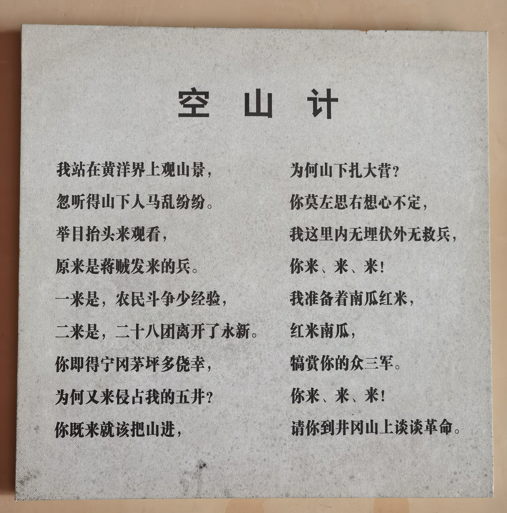 空山计
我站在黄洋界上观山景，
忽听得山下人马乱纷纷。
举目抬头来观看，
原来是蒋贼发来的兵。
一来是，农民斗争少经验，
二来是，二十八团离开了永新。
你即得宁冈茅坪多侥幸，
为何又来侵占我的五井？
你既来就该把山进，
为何山下扎大营？
你莫左思右想心不定，
我这里内无埋伏外无救兵，
你来、来、来！
我准备着南瓜红米，
红米南瓜，
犒赏你的众三军。
你来、来、来！
请你到井冈山上谈谈革命。